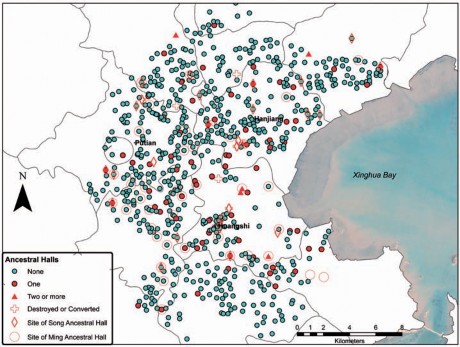 Hanjiang
Putian
Xinghua Bay
N
Huangshi
Ancestral Halls
None
One
Two or more
Destroyed or Converted
Site of Song Ancestral Hall
Site of Ming Ancestral Hall
0 1 2 4 6 8
Kilometers